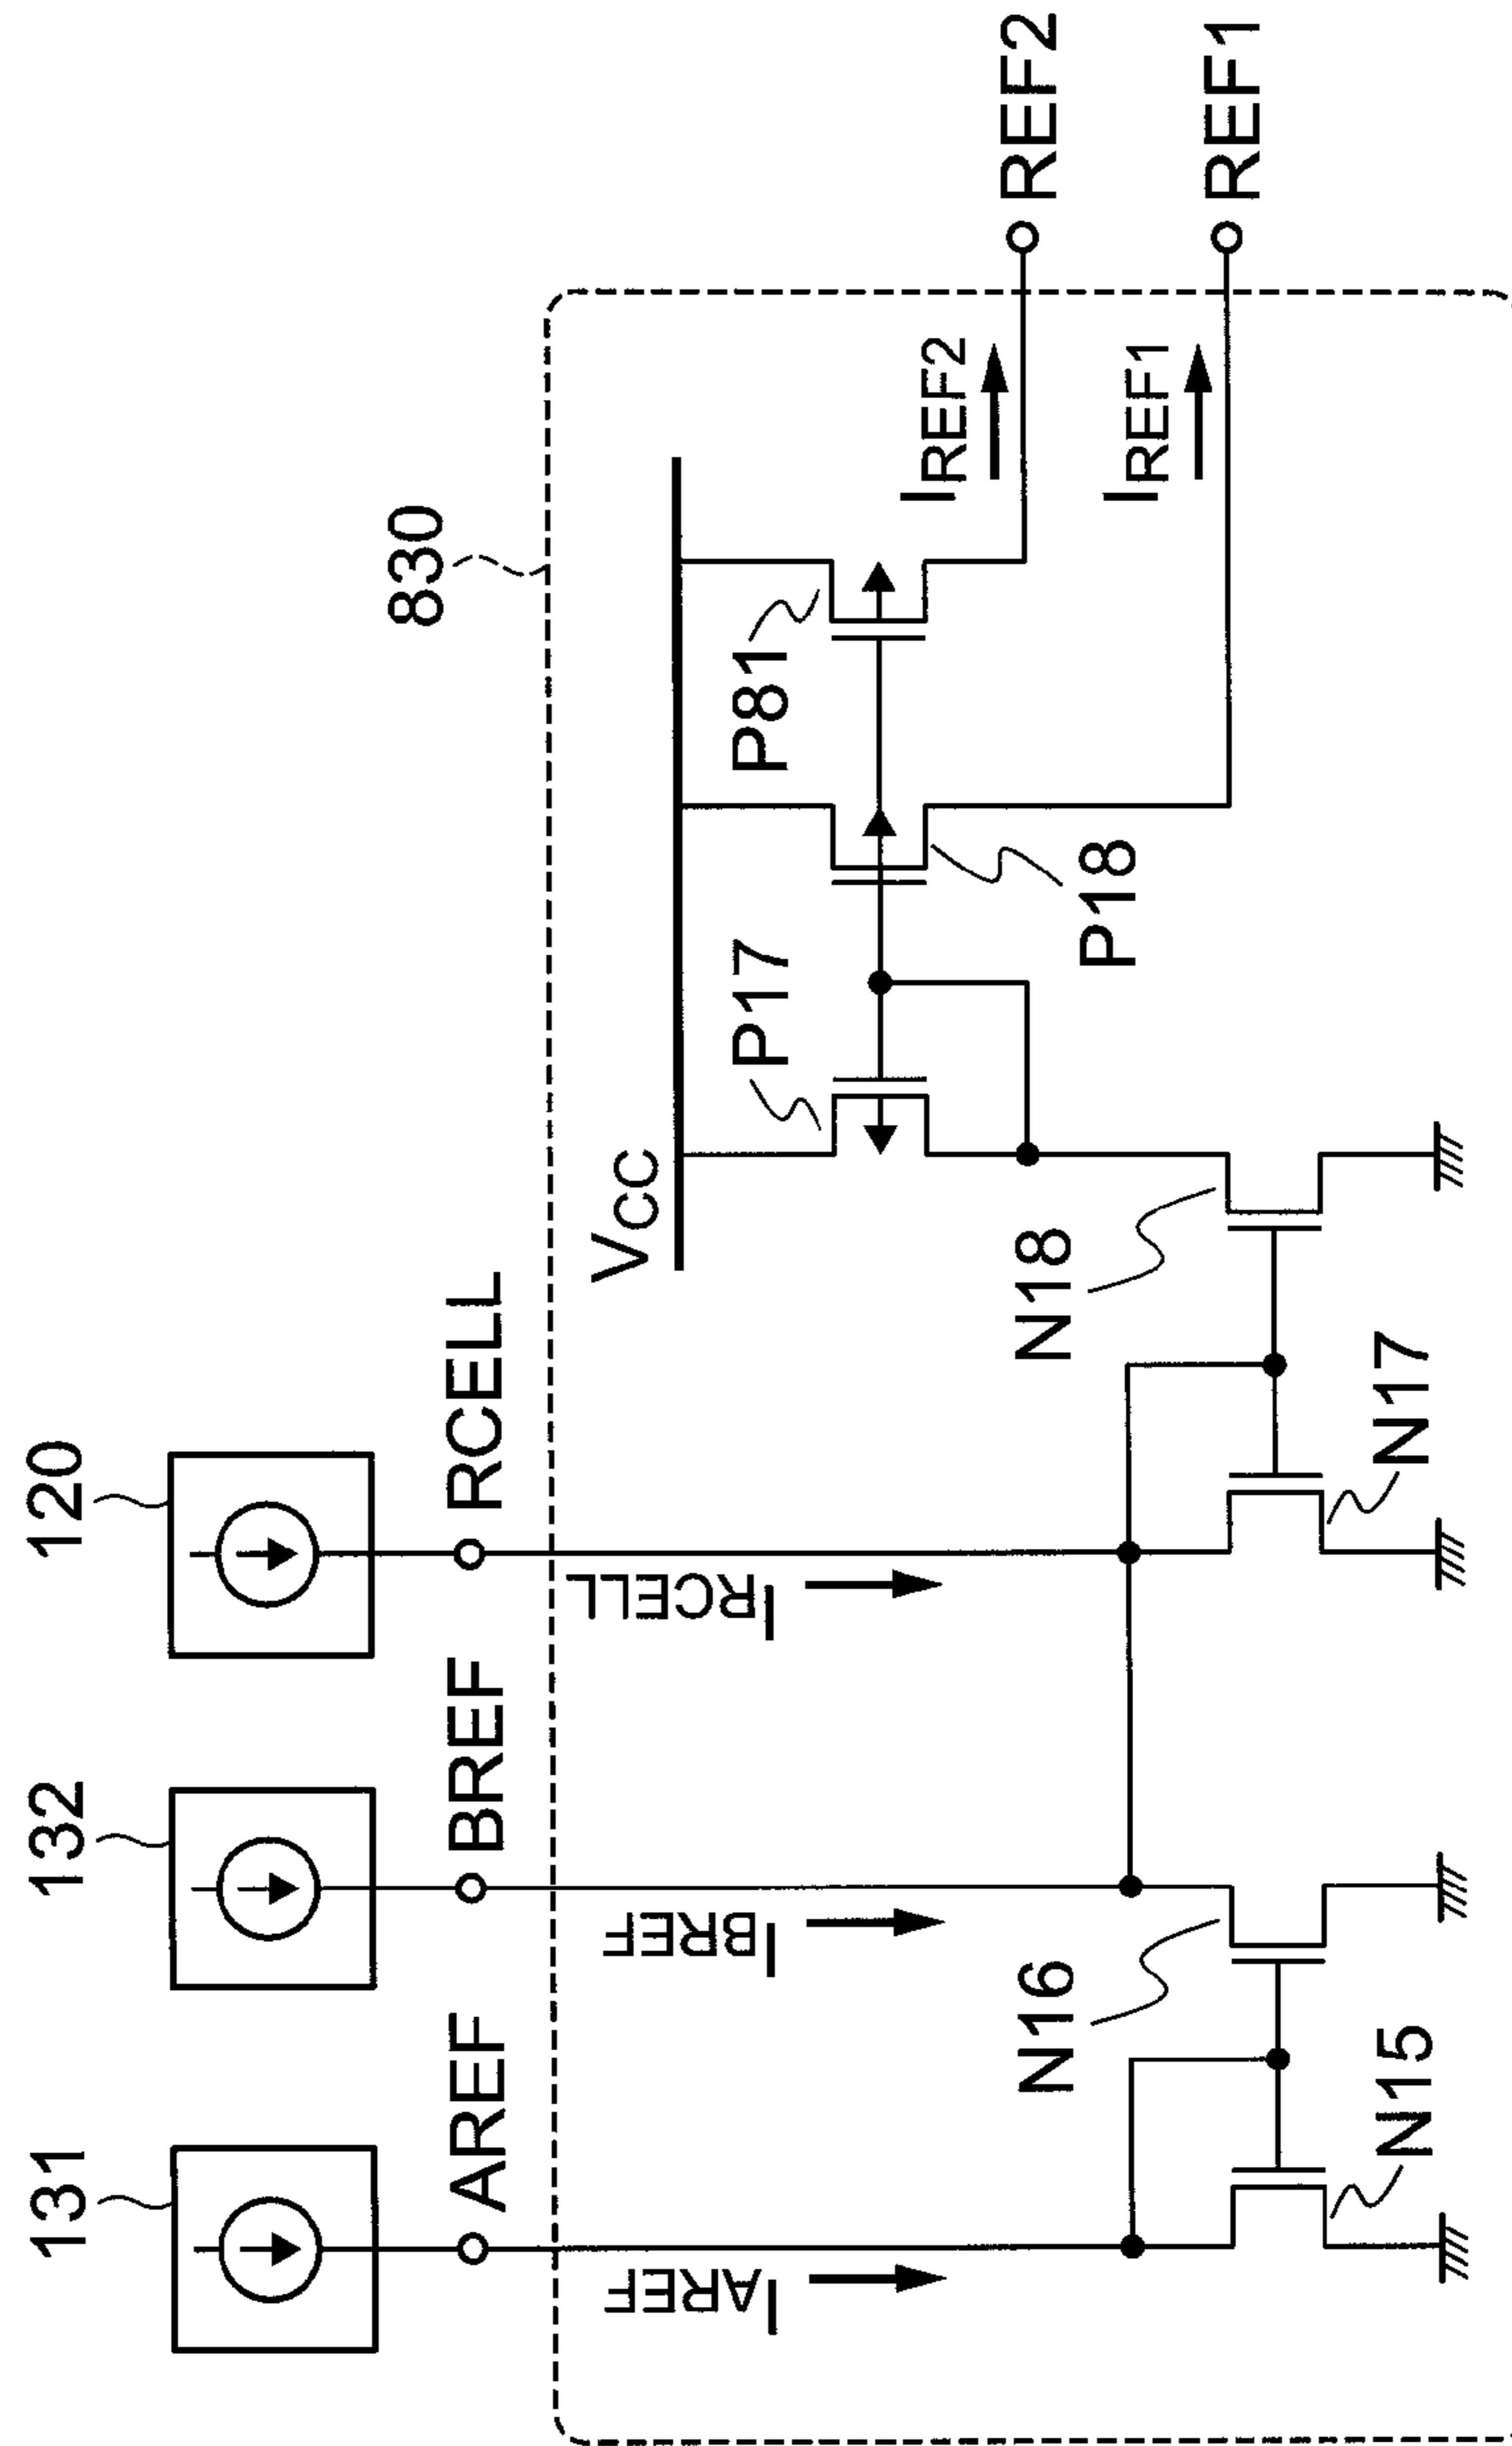 131
132
120
830
AREF
BREF
RCELL
IAREF
IBREF
IRCELL
VCC
P17
P81
P18
IREF2
REF2
IREF1
REF1
N16
N18
N15
N17